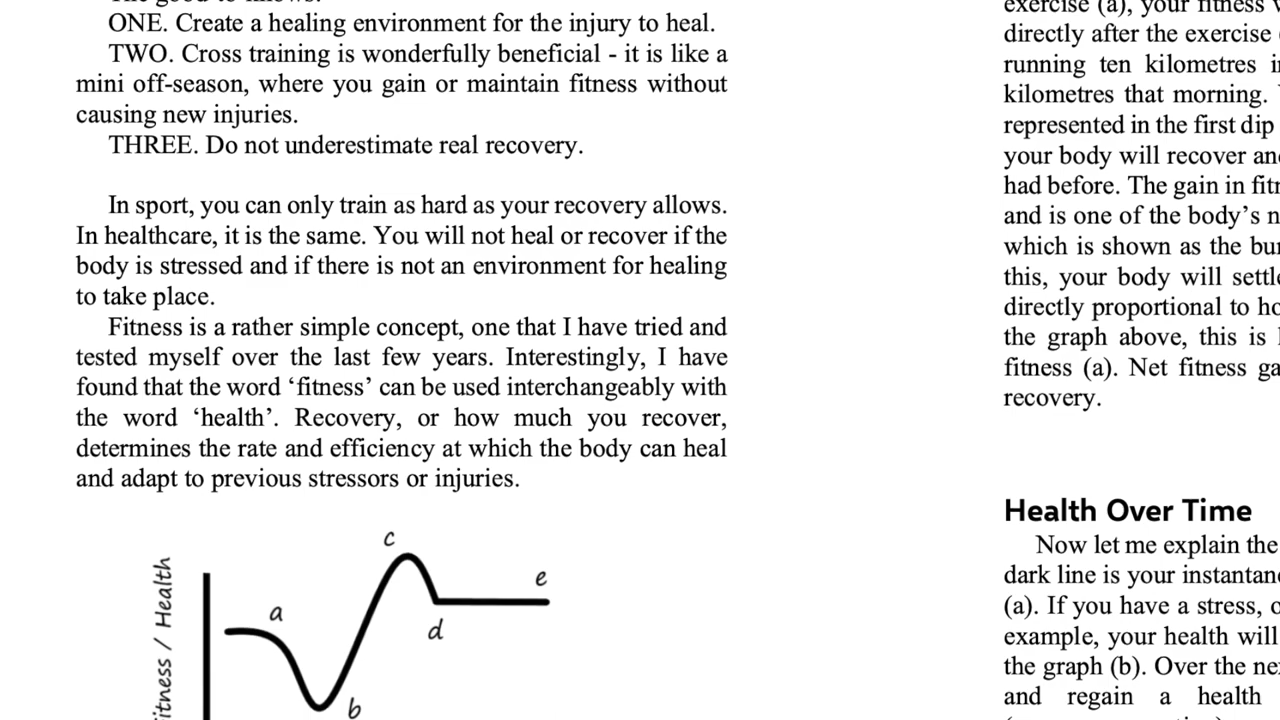 ONE. Create a healing environment for the injury to heal.
TWO. Cross training is wonderfully beneficial - it is like a
mini off-season, where you gain or maintain fitness without
causing new injuries.
THREE. Do not underestimate real recovery.
In sport, you can only train as hard as your recovery allows.
In healthcare, it is the same. You will not heal or recover if the
body is stressed and if there is not an environment for healing
to take place.
Fitness is a rather simple concept, one that I have tried and
tested myself over the last few years. Interestingly, I have
found that the word ‘fitness’ can be used interchangeably with
the word ‘health’. Recovery, or how much you recover,
determines the rate and efficiency at which the body can heal
and adapt to previous stressors or injuries.
itness / Health
a
b
c
d
e
exercise (a), your fitness
directly after the exercise
running ten kilometres
kilometres that morning.
represented in the first dip
your body will recover
had before. The gain in
and is one of the body’s
which is shown as the
this, your body will
directly proportional to
the graph above, this is
fitness (a). Net fitness
recovery.
Health Over Time
Now let me explain the
dark line is your
(a). If you have a stress,
example, your health will
the graph (b). Over the
and regain a health